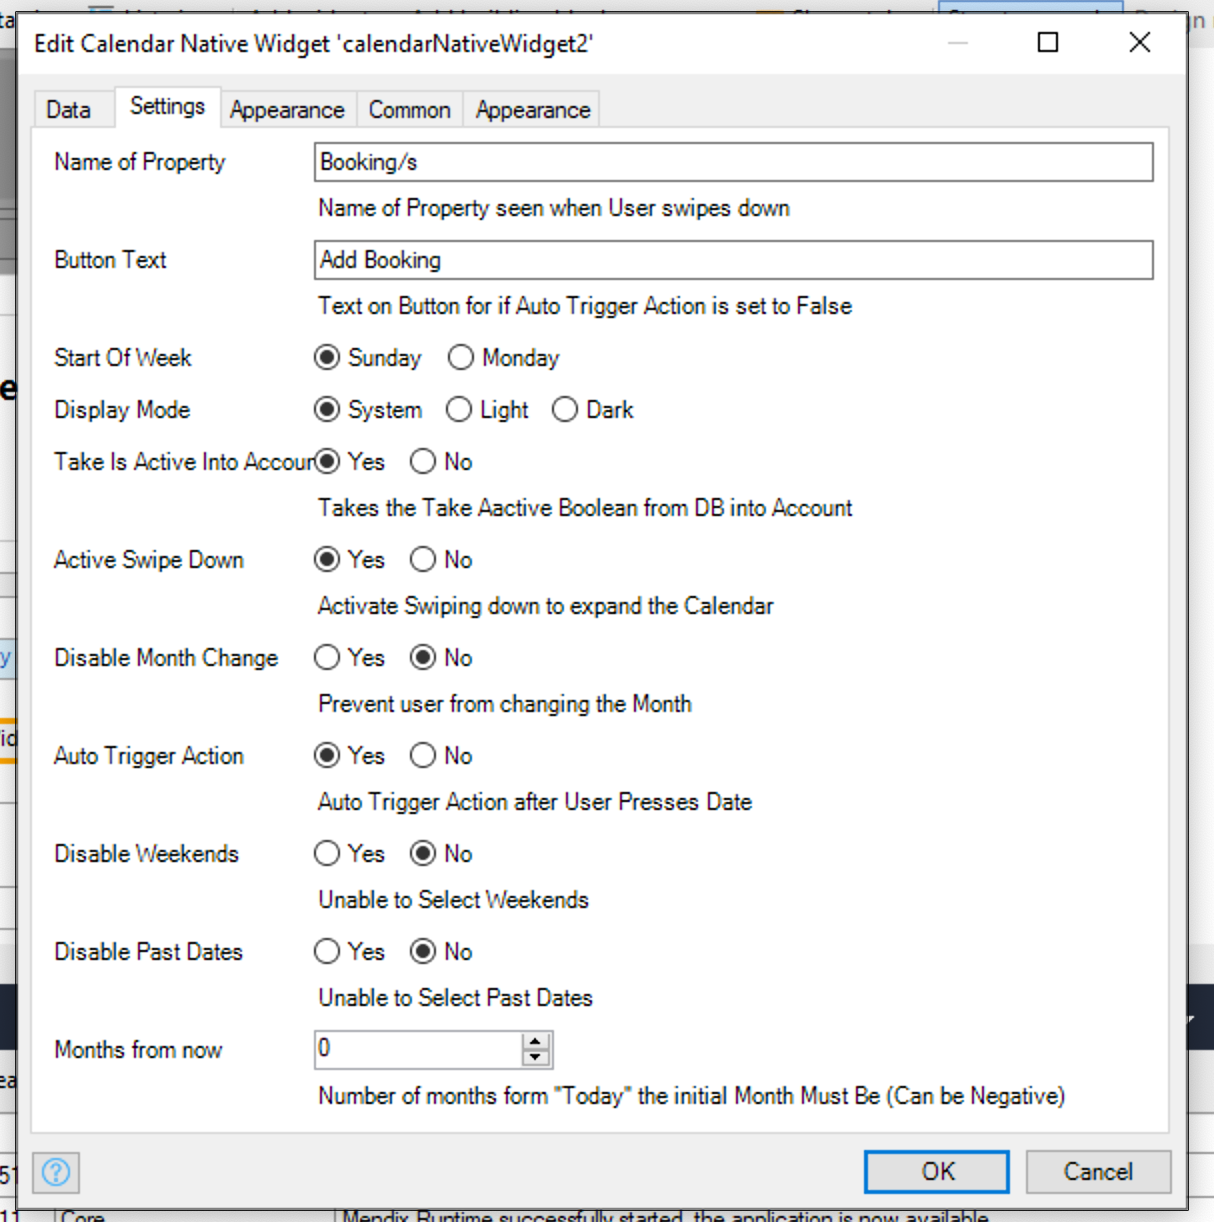 Edit Calendar Native Widget 'calendarNativeWidget2'
Data Settings Appearance Common Appearance
Name of Property Booking/s
Name of Property seen when User swipes down
Button Text Add Booking
Text on Button for if Auto Trigger Action is set to False
Start Of Week Sunday Monday
Display Mode System Light Dark
Take Is Active Into Accour Yes No
Takes the Take Aactive Boolean from DB into Account
Active Swipe Down Yes No
Activate Swiping down to expand the Calendar
Disable Month Change Yes No
Prevent user from changing the Month
Auto Trigger Action Yes No
Auto Trigger Action after User Presses Date
Disable Weekends Yes No
Unable to Select Weekends
Disable Past Dates Yes No
Unable to Select Past Dates
Months from now 0
Number of months form "Today" the initial Month Must Be (Can be Negative)
OK Cancel
11 Core Mendix Runtime successfully started, the application is now available